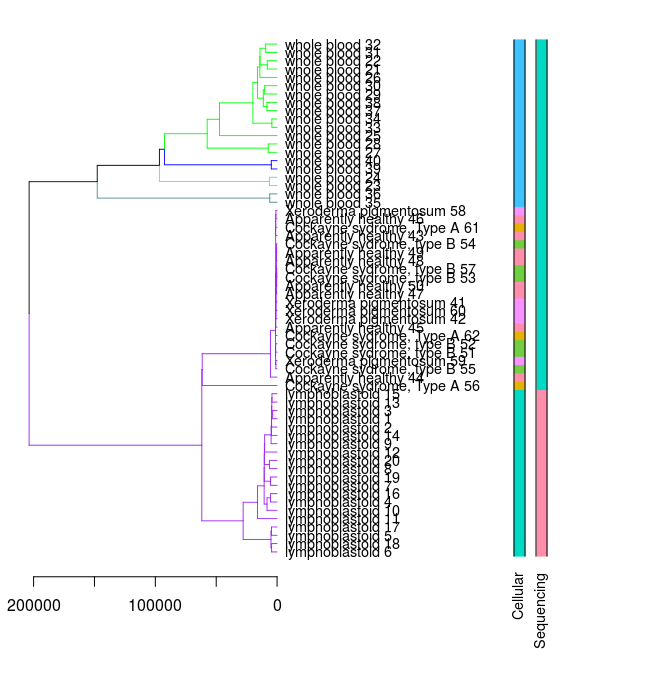 whole blood 32
whole blood 31
whole blood 22
whole blood 21
whole blood 26
whole blood 30
whole blood 29
whole blood 38
whole blood 37
whole blood 34
whole blood 33
whole blood 25
whole blood 28
whole blood 27
whole blood 40
whole blood 39
whole blood 24
whole blood 23
whole blood 36
whole blood 35
Xeroderma pigmentosum 58
Apparently healthy 46
Cockayne sydrome, Type A 61
Apparently healthy 43
Cockayne sydrome, type B 54
Apparently healthy 49
Apparently healthy 48
Cockayne sydrome, type B 57
Cockayne sydrome, type B 53
Apparently healthy 50
Apparently healthy 47
Xeroderma pigmentosum 41
Xeroderma pigmentosum 60
Xeroderma pigmentosum 42
Apparently healthy 45
Cockayne sydrome, Type A 62
Cockayne sydrome, type B 52
Cockayne sydrome, type B 51
Xeroderma pigmentosum 59
Cockayne sydrome, type B 55
Apparently healthy 44
Cockayne sydrome, Type A 56
lymphoblastoid 15
lymphoblastoid 13
lymphoblastoid 3
lymphoblastoid 1
lymphoblastoid 2
lymphoblastoid 14
lymphoblastoid 9
lymphoblastoid 12
lymphoblastoid 20
lymphoblastoid 8
lymphoblastoid 19
lymphoblastoid 7
lymphoblastoid 16
lymphoblastoid 4
lymphoblastoid 10
lymphoblastoid 11
lymphoblastoid 17
lymphoblastoid 5
lymphoblastoid 18
lymphoblastoid 6
200000 100000 0
Cellular
Sequencing